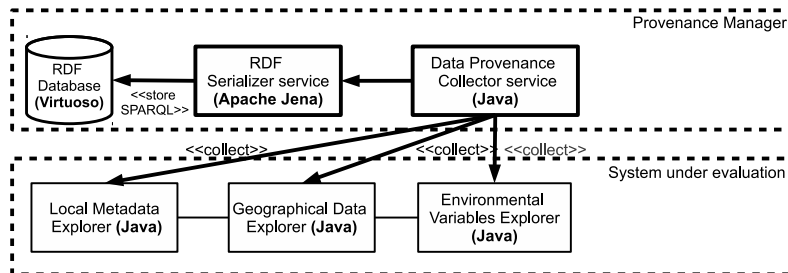 Provenance Manager
RDF
Database
(Virtuoso)
<<store
SPARQL>>
RDF
Serializer service
(Apache Jena)
Data Provenance
Collector service
(Java)
<<collect>>
<<collect>>
<<collect>>
System under evaluation
Local Metadata
Explorer (Java)
Geographical Data
Explorer (Java)
Environmental
Variables Explorer
(Java)